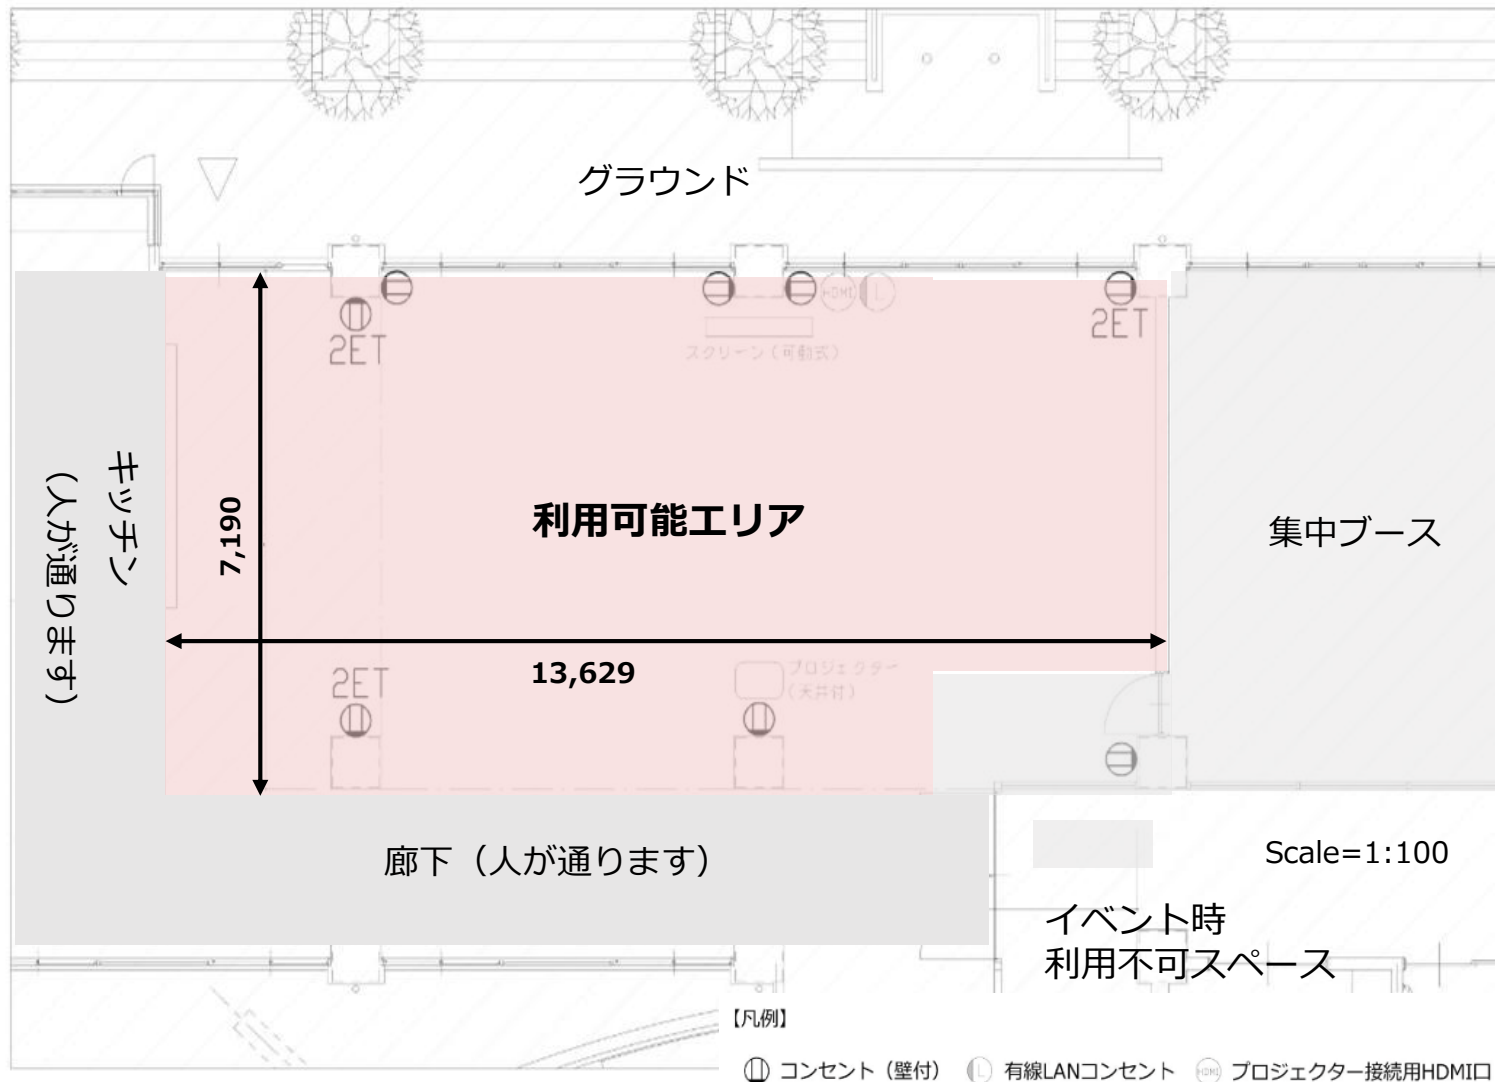 グラウンド
HDMI
L
2ET
2ET
スクリーン(可動式)
キッチン
(人が通ります)
7,190
利用可能エリア
集中ブース
13,629
2ET
プロジェクター
(天井付)
廊下(人が通ります)
Scale=1:100
イベント時
利用不可スペース
【凡例】
コンセント(壁付) L 有線LANコンセント HDMI プロジェクター接続用HDMI口